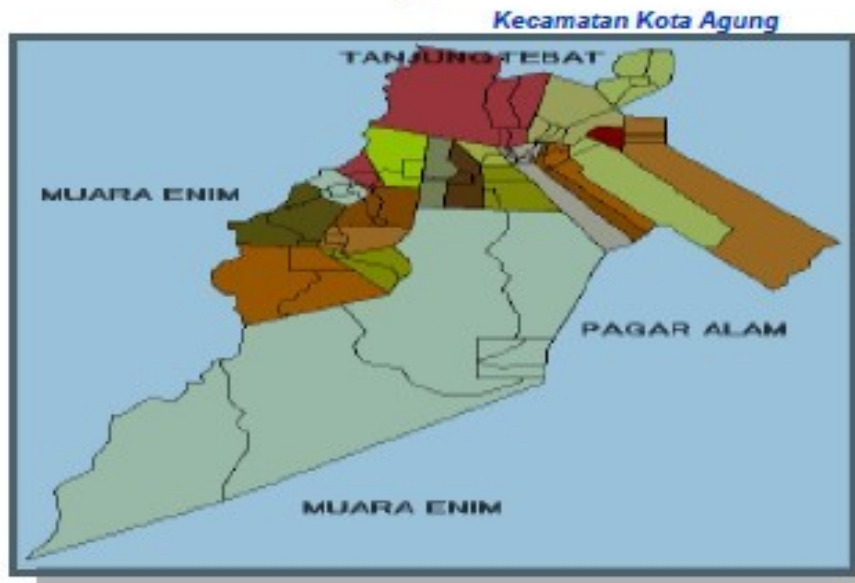 Kecamatan Kota Agung
TANJUNG TEBAT
MUARA ENIM
PAGAR ALAM
MUARA ENIM